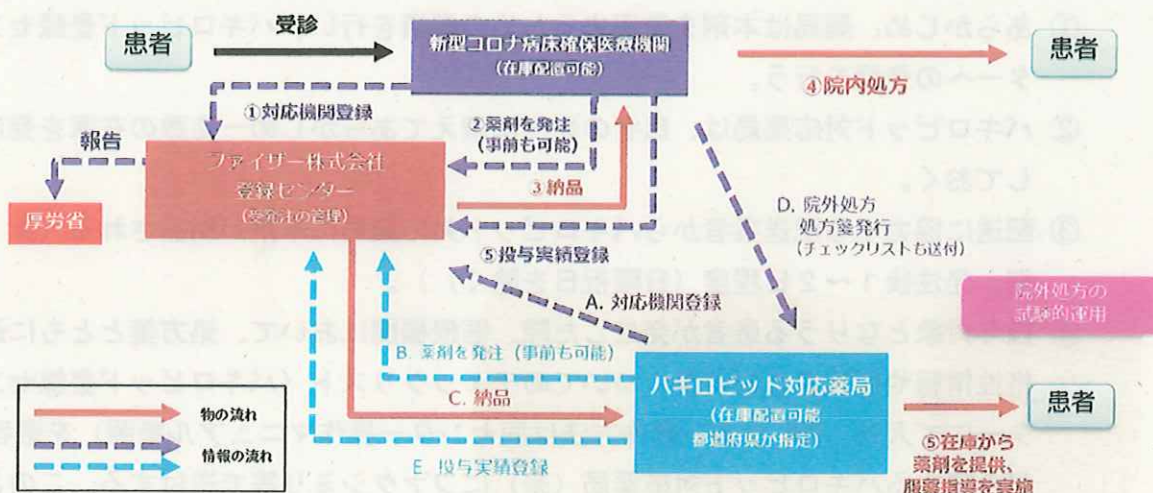 患者
受診
新型コロナ病床確保医療機関
(在庫配置可能)
④院内処方
患者
①対応機関登録
②薬剤を発注
(事前も可能)
報告
ファイザー株式会社
登録センター
(受発注の管理)
③納品
厚労省
D. 院外処方
処方箋発行
(チェックリストも送付)
⑤投与実績登録
A. 対応機関登録
院外処方の
試験的運用
B. 薬剤を発注 (事前も可能)
パキロビッド対応薬局
(在庫配置可能
都道府県が指定)
C. 納品
患者
物の流れ
情報の流れ
E. 投与実績登録
⑤在庫から
薬剤を提供、
服薬指導を実施